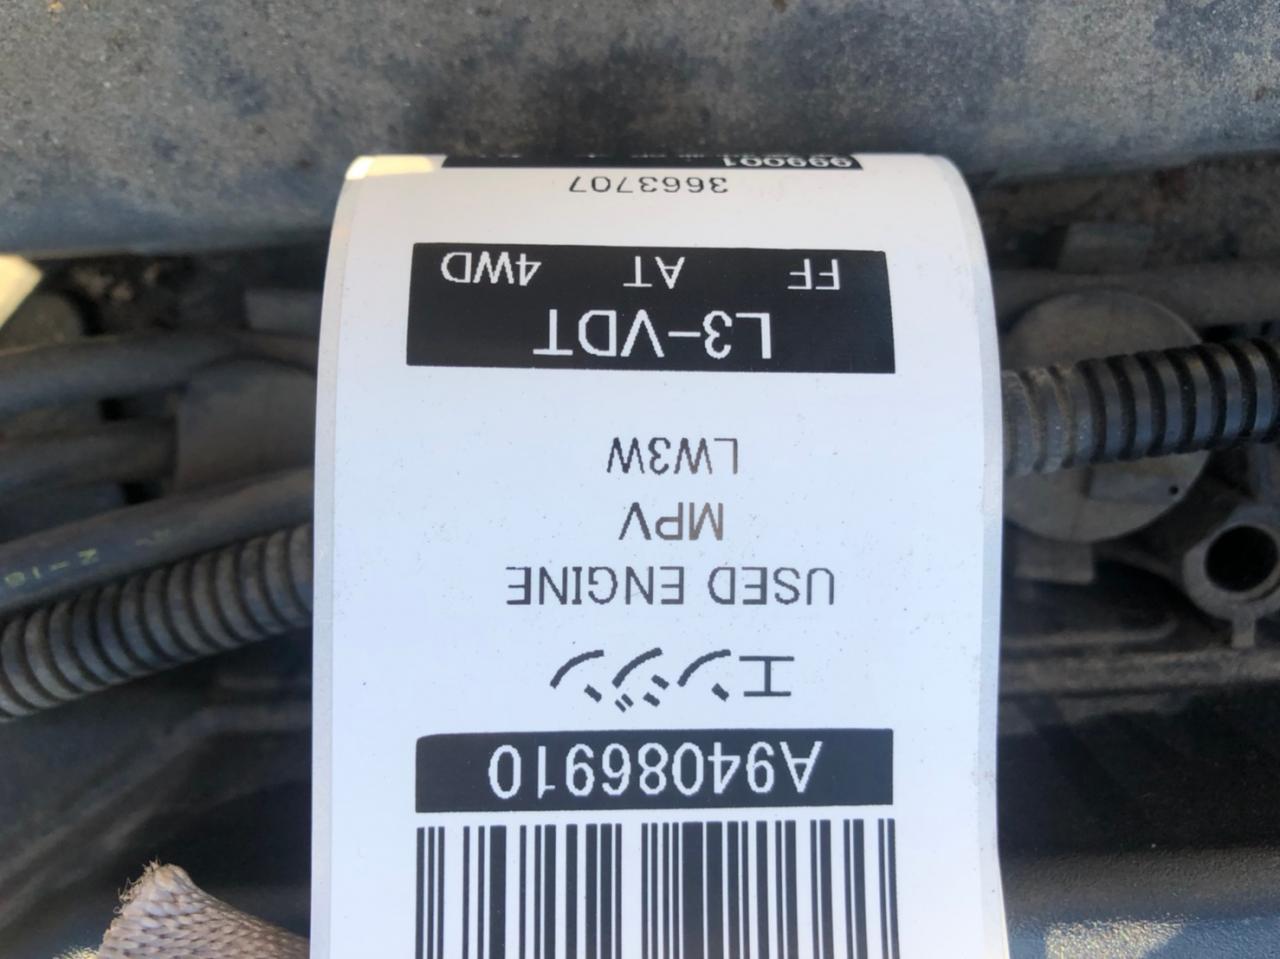 A94086910
エンジン
USED ENGINE
MPV
LW3W
L3-VDT
FF AT 4WD
3663707
999001